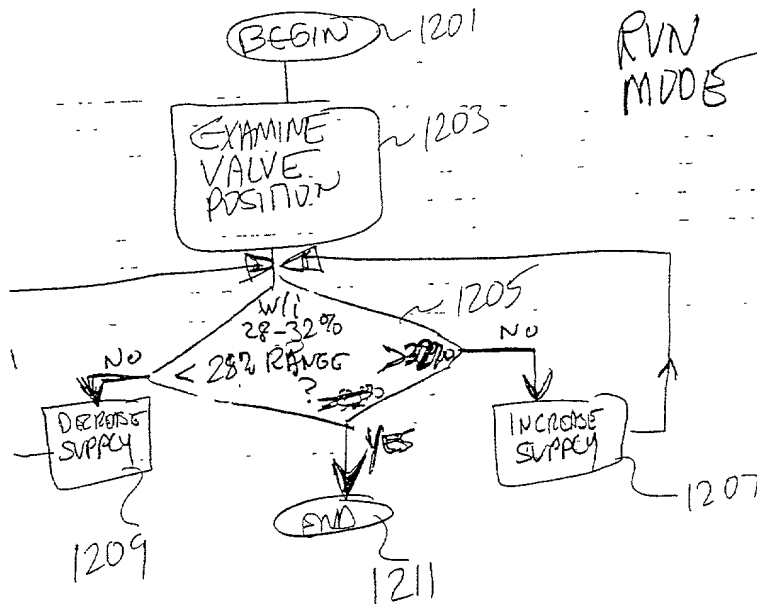 BEGIN
1201
RUN
MODE
EXAMINE
VALVE
POSITION
1203
w/i
28-32%
< 28% RANGE
?
1205
NO
NO
DECREASE
SUPPLY
INCREASE
SUPPLY
YES
END
1207
1209
1211